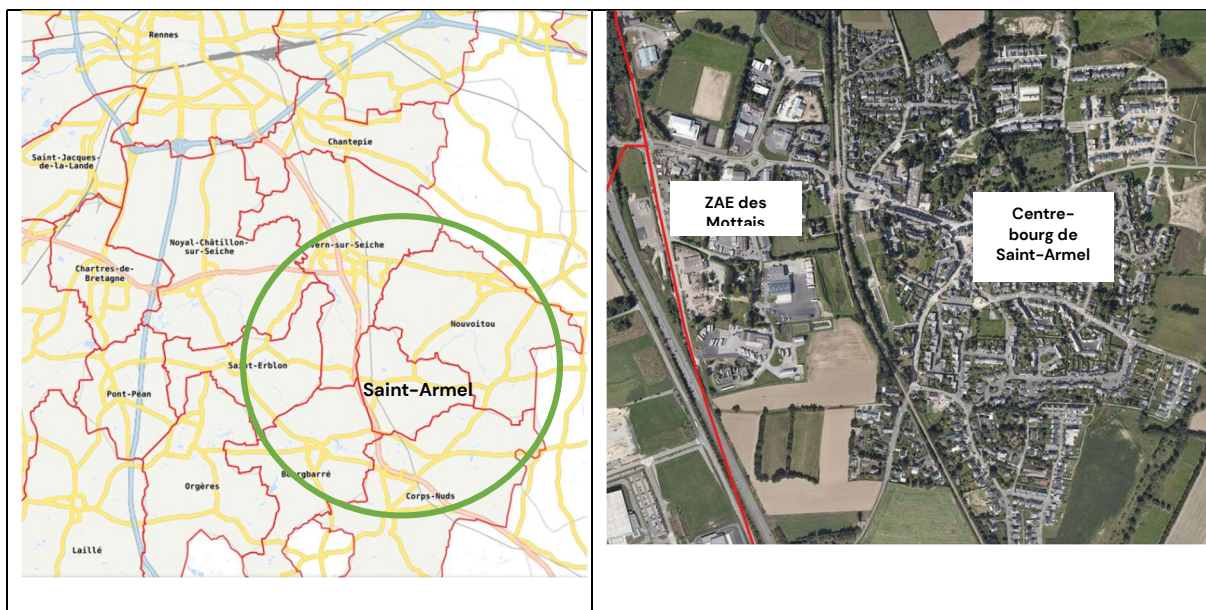 Rennes
Chantepie
Saint-Jacques-
de-la-Lande
Noyal-Châtillon
sur-Seiche
vern-sur-Seiche
Chartres-de-
Bretagne
Nouvoitou
Saint-Erblon
Saint-Armel
Pont-Péan
Orgères
Bourgbarré
Corps-Nuds
Laillé
ZAE des
Mottais
Centre-
bourg de
Saint-Armel